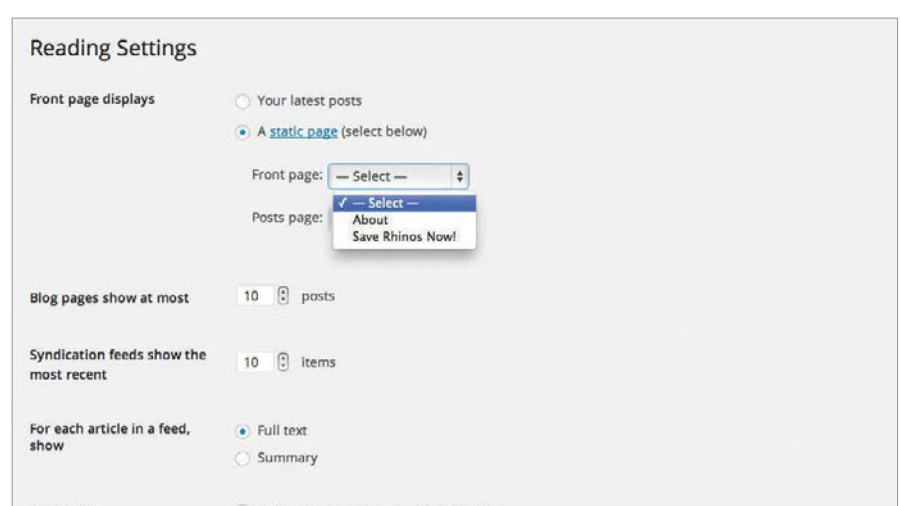 Reading Settings
Front page displays
Your latest posts
A static page (select below)
Front page: — Select —
✓ — Select —
Posts page:
About
Save Rhinos Now!
Blog pages show at most 10 posts
Syndication feeds show the
most recent
10 items
For each article in a feed,
show
Full text
Summary